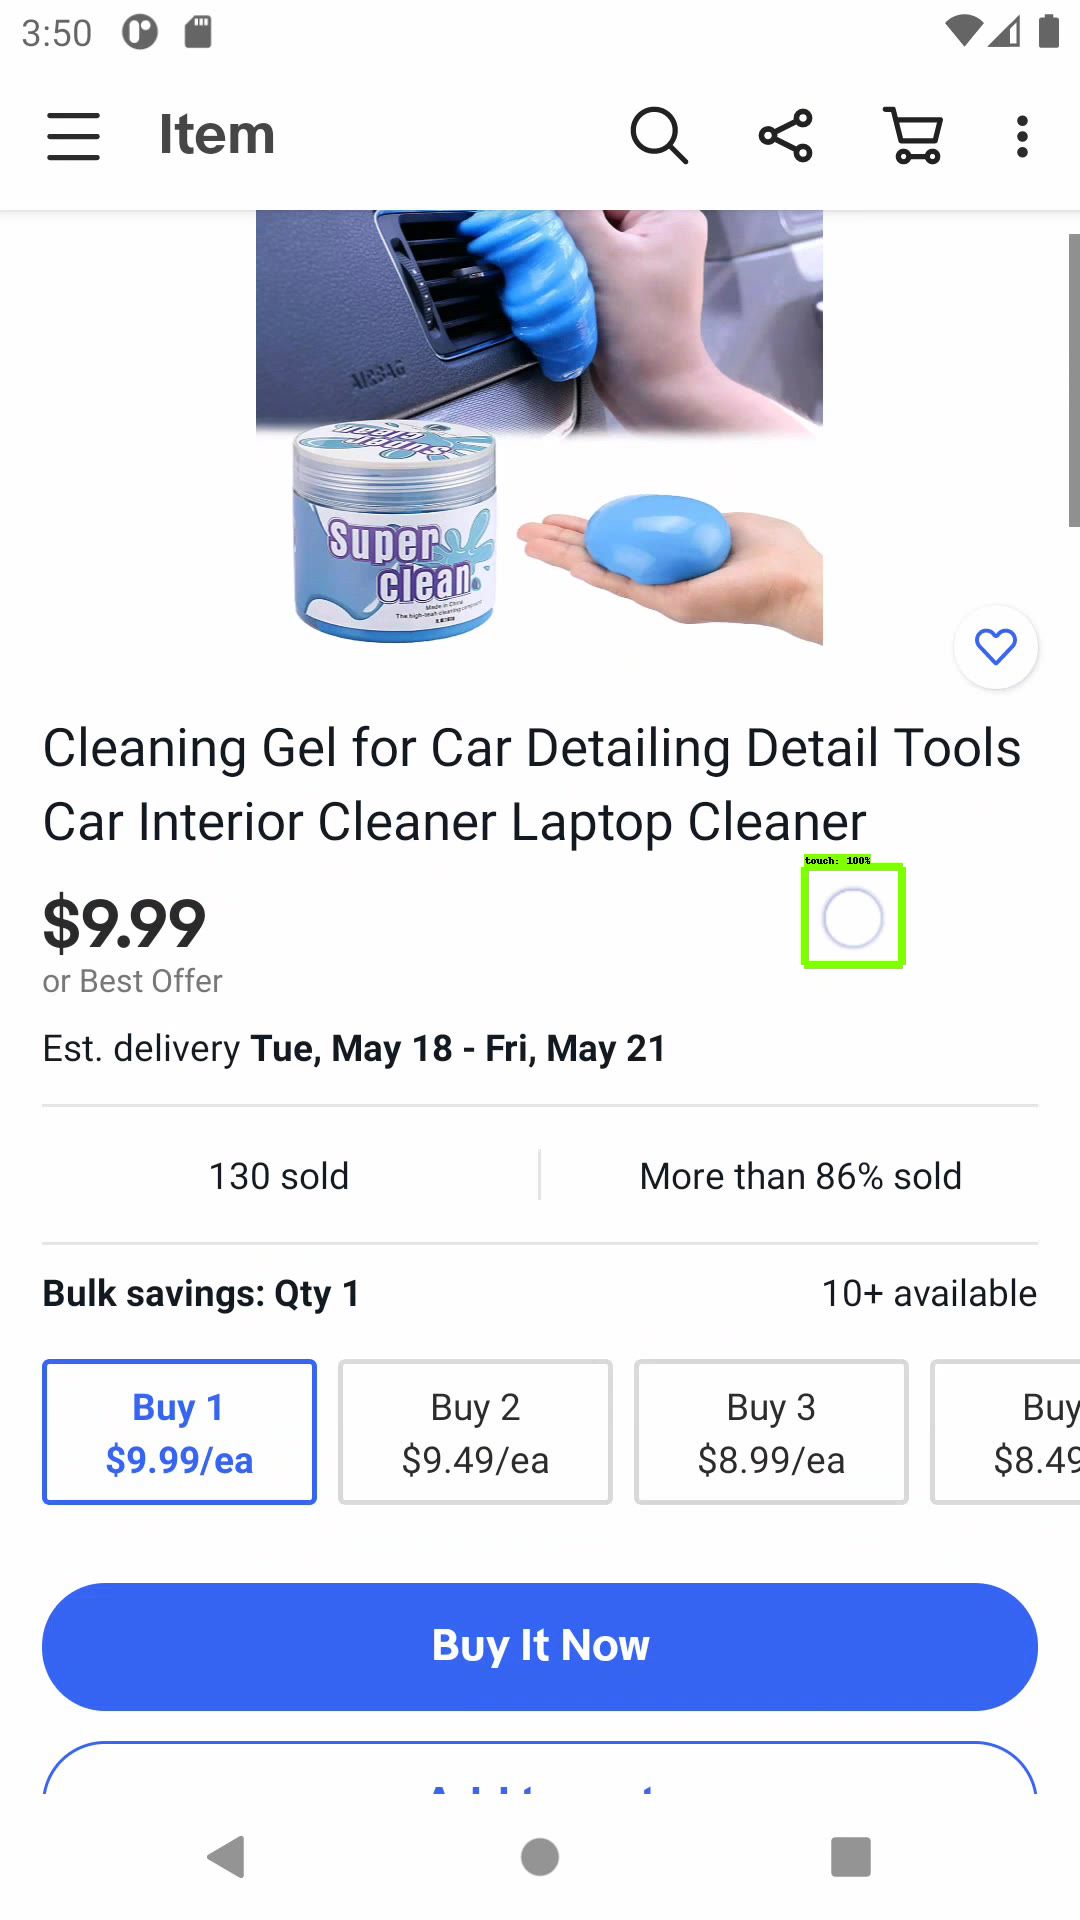 3:50
Item
AIRBAG
Super
clean
Made in China
Super
clean
Cleaning Gel for Car Detailing Detail Tools
Car Interior Cleaner Laptop Cleaner
touch: 100%
$9.99
or Best Offer
Est. delivery Tue, May 18 - Fri, May 21
130 sold
More than 86% sold
Bulk savings: Qty 1
10+ available
Buy 1
$9.99/ea
Buy 2
$9.49/ea
Buy 3
$8.99/ea
Buy
$8.49
Buy It Now